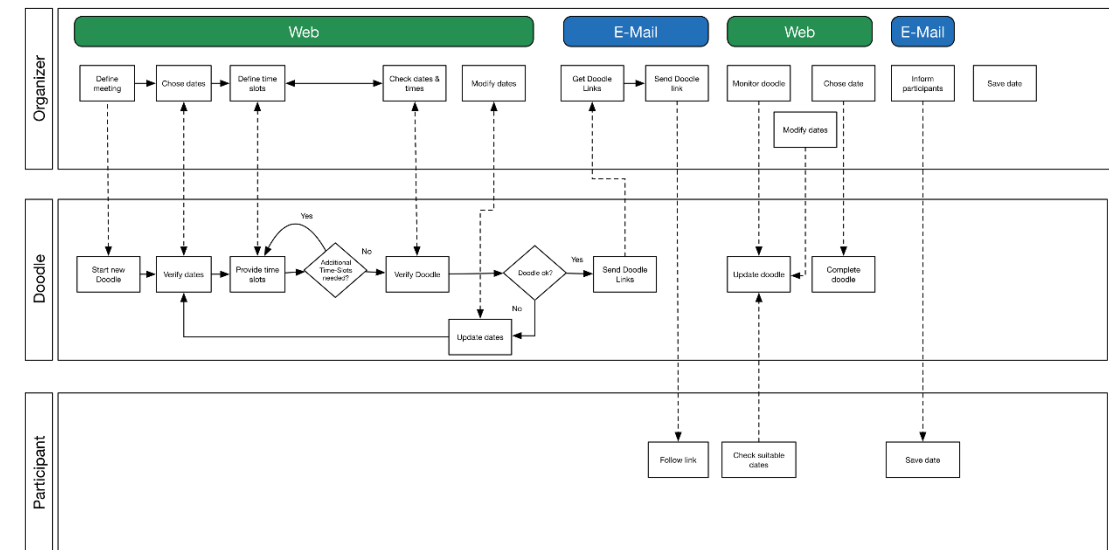 Web
E-Mail
Web
E-Mail
Organizer
Define
meeting
Chose dates
Define time
slots
Check dates &
times
Modify dates
Get Doodle
Links
Send Doodle
link
Monitor doodle
Chose date
Inform
participants
Save date
Modify dates
Doodle
Yes
No
Start new
Doodle
Verify dates
Provide time
slots
Additional
Time-Slots
needed?
Verify Doodle
Doodle ok?
Yes
Send Doodle
Links
Update doodle
Complete
doodle
No
Update dates
Participant
Follow link
Check suitable
dates
Save date